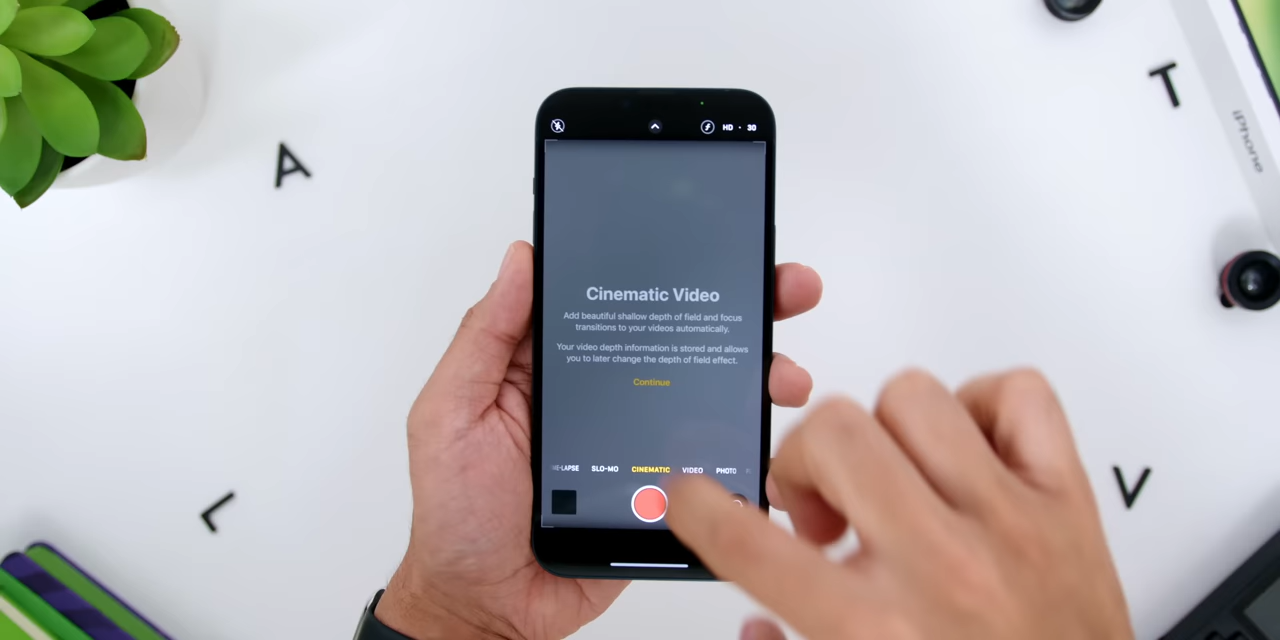 T
iPhone
A
HD · 30
Cinematic Video
Add beautiful shallow depth of field and focus
transitions to your videos automatically.
Your video depth information is stored and allows
you to later change the depth of field effect.
Continue
SLO-MO CINEMATIC VIDEO PHOTO
L
V